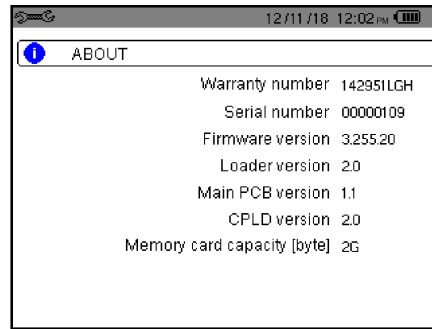 12/11/18 12:02 PM
ABOUT
Warranty number 142951LGH
Serial number 00000109
Firmware version 3.255.20
Loader version 2.0
Main PCB version 1.1
CPLD version 2.0
Memory card capacity [byte] 2G